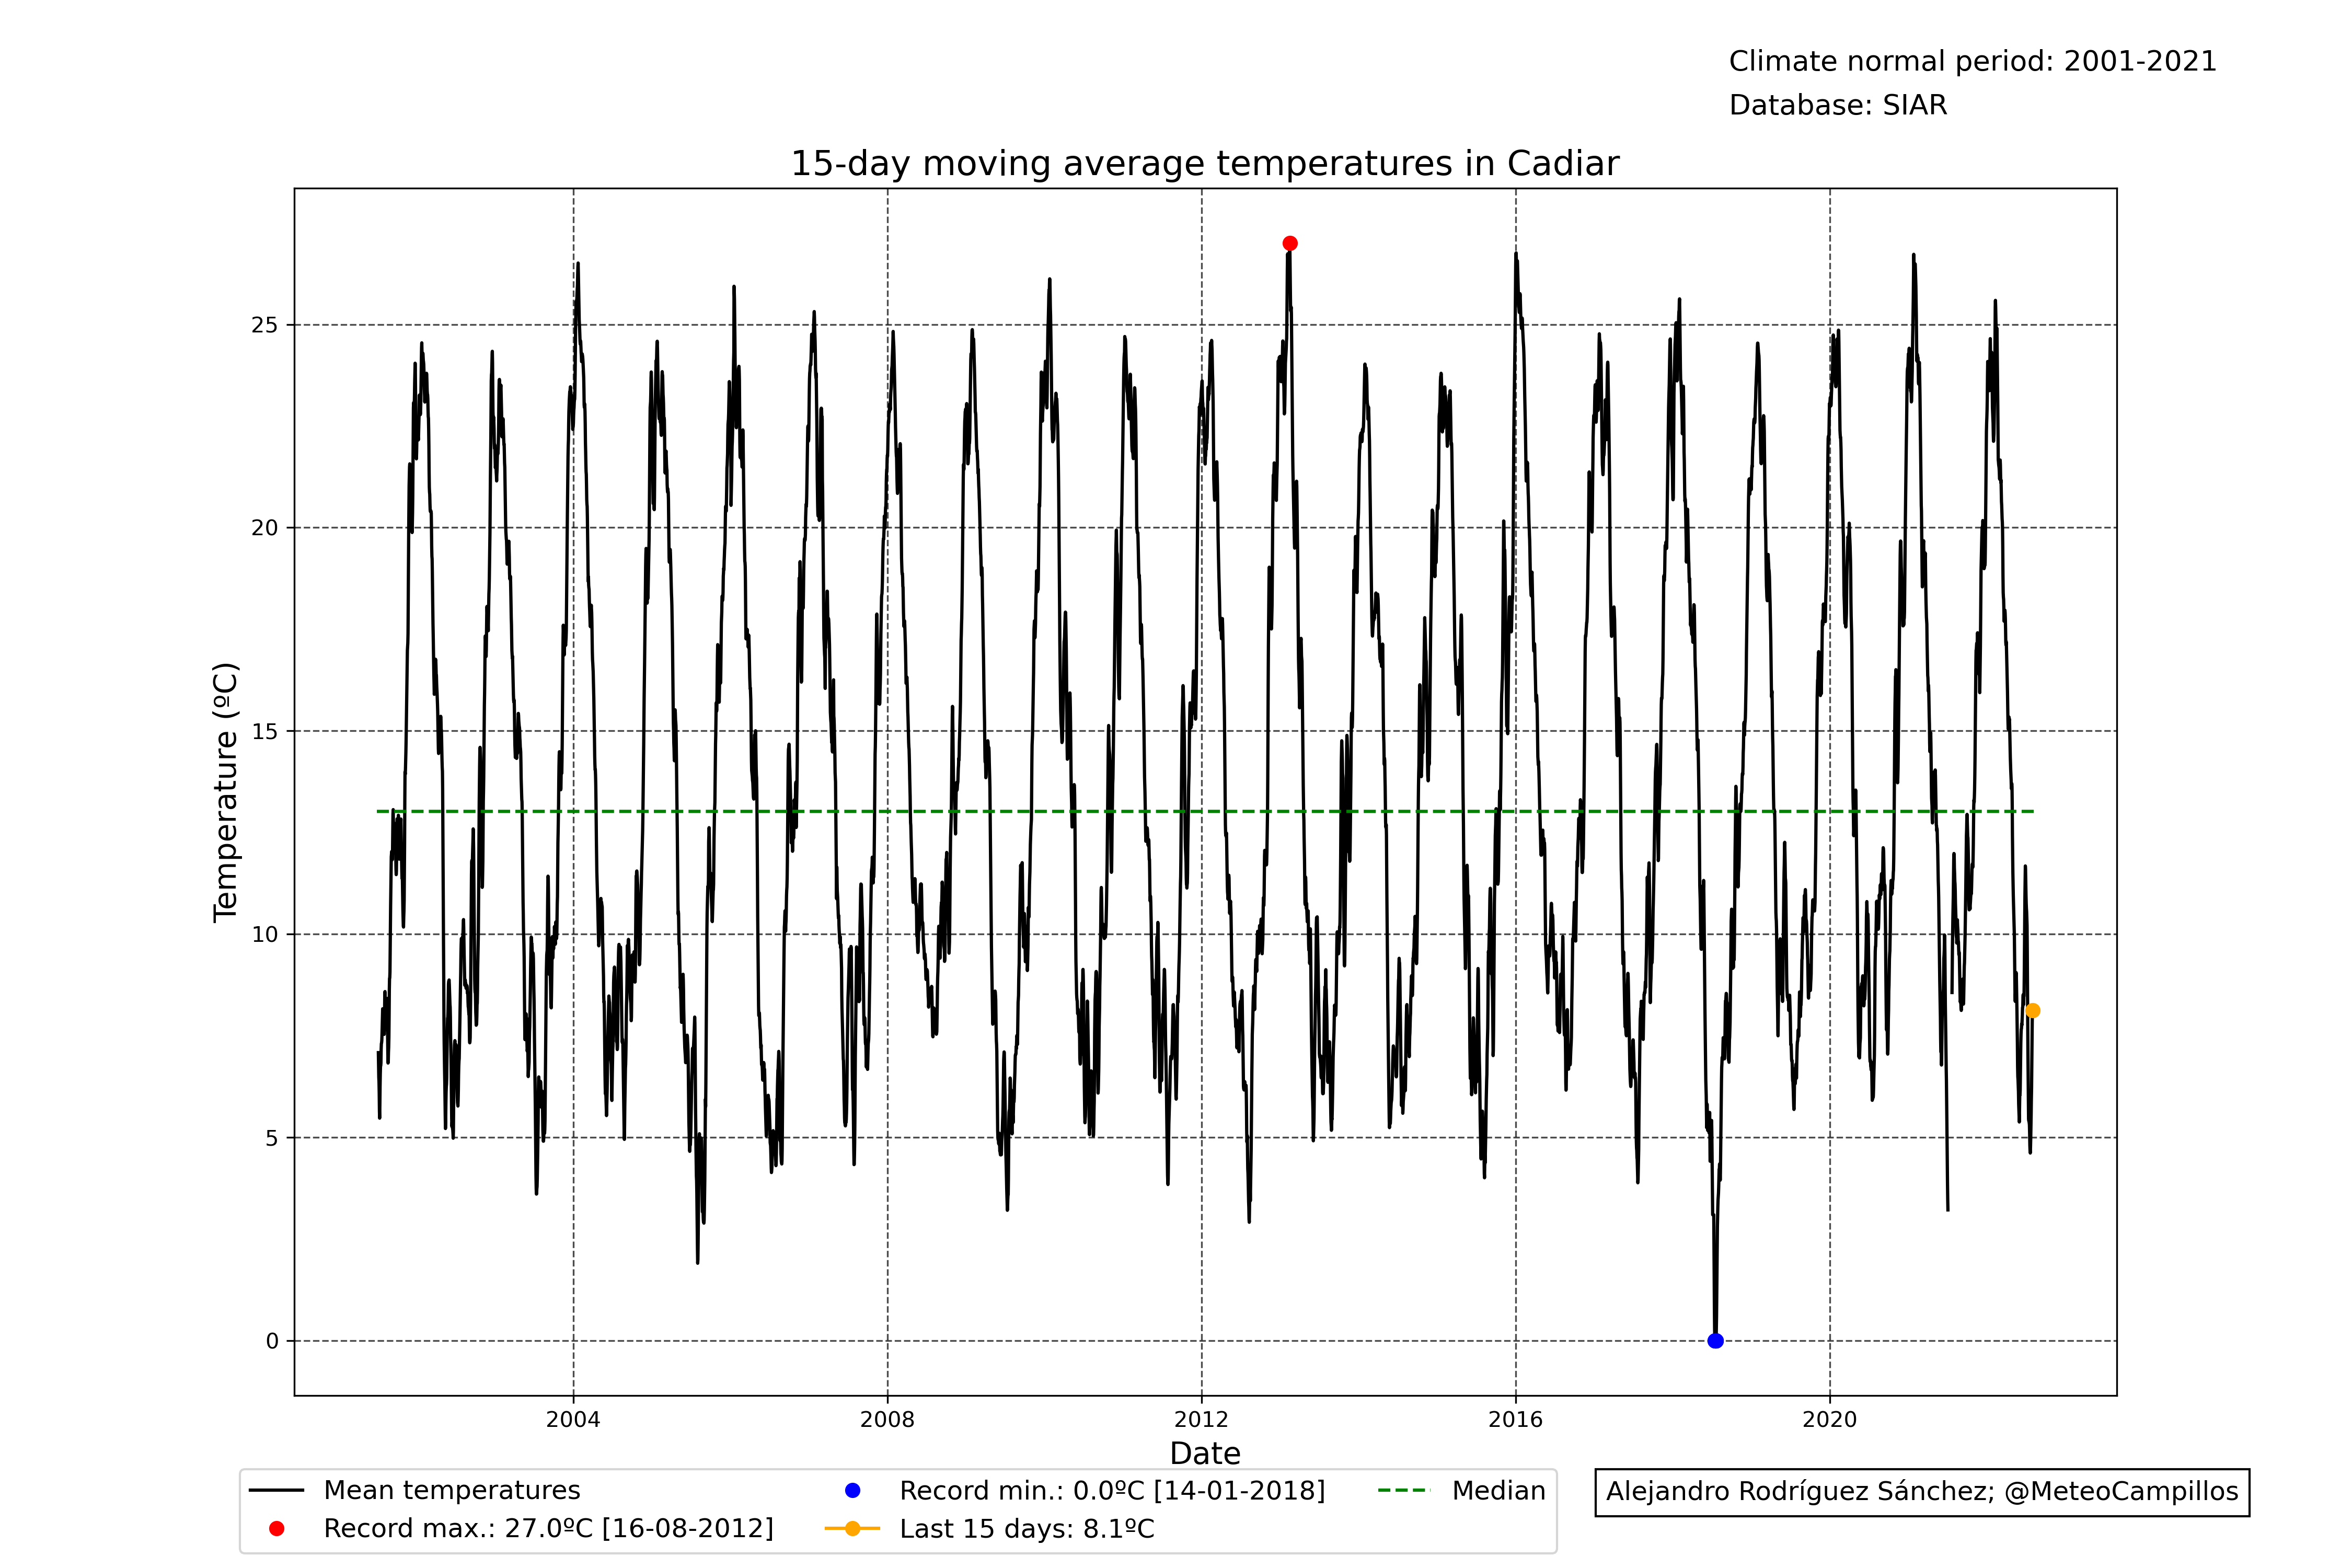 Climate normal period: 2001-2021
Database: SIAR
15-day moving average temperatures in Cadiar
25
20
15
10
5
0
Temperature (ºC)
2004 2008 2012 2016 2020
Date
Mean temperatures
Record max.: 27.0ºC [16-08-2012]
Record min.: 0.0ºC [14-01-2018]
Last 15 days: 8.1ºC
Median
Alejandro Rodríguez Sánchez; @MeteoCampillos